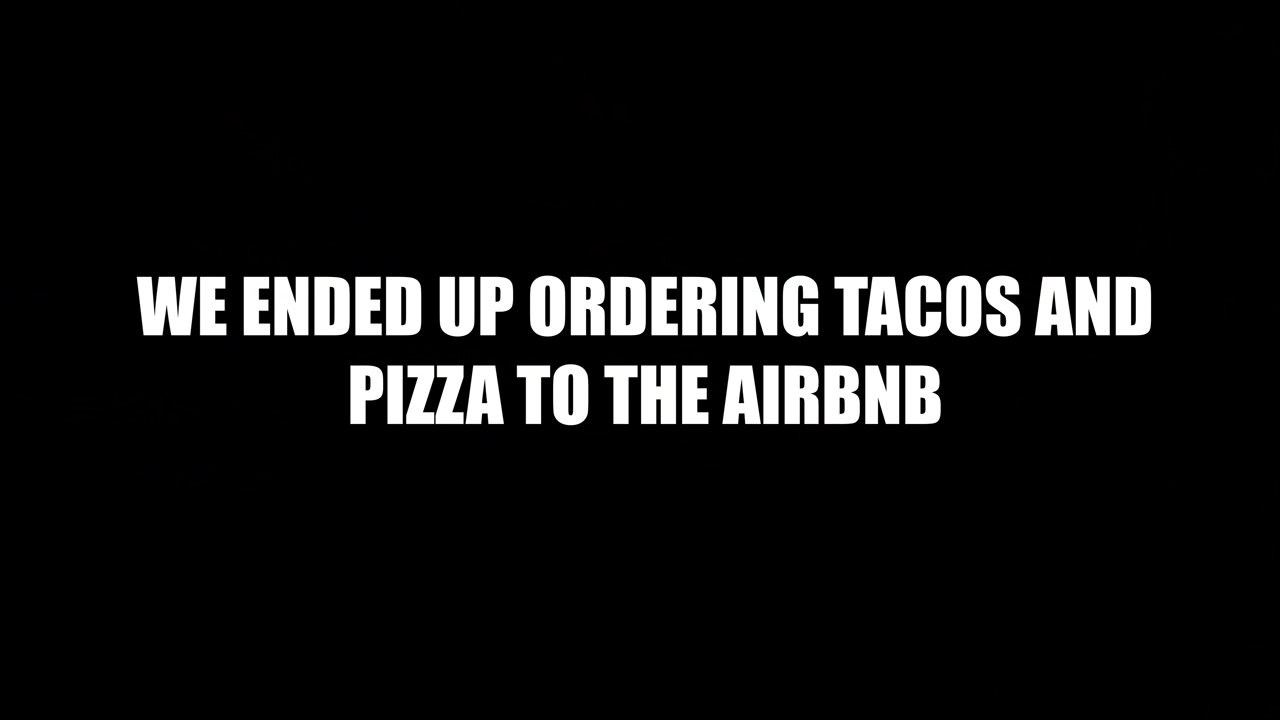 WE ENDED UP ORDERING TACOS AND
PIZZA TO THE AIRBNB